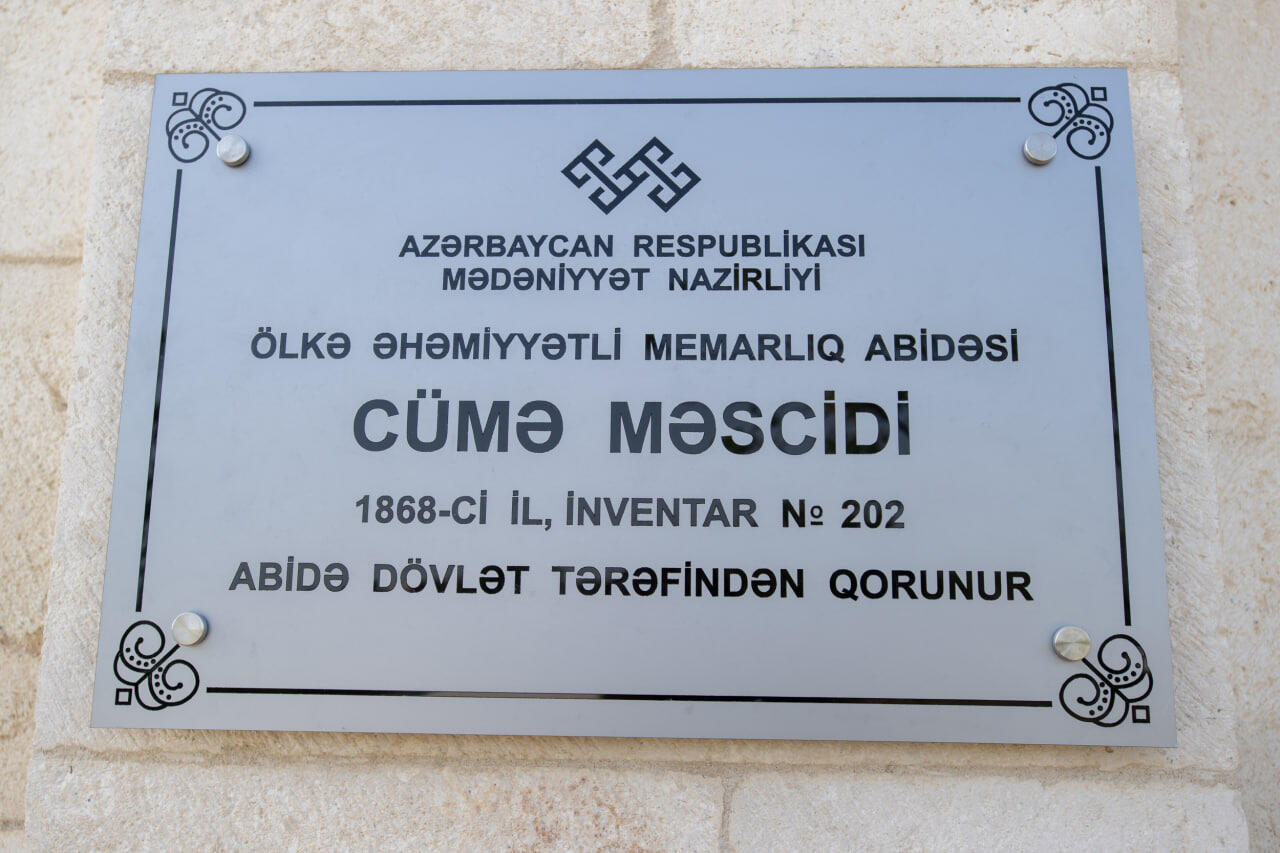 AZƏRBAYCAN RESPUBLİKASI
MƏDƏNİYYƏT NAZİRLİYİ
ÖLKƏ ƏHƏMİYYƏTLİ MEMARLIQ ABİDƏSİ
CÜMƏ MƏSCİDİ
1868-Cİ İL, İNVENTAR № 202
ABİDƏ DÖVLƏT TƏRƏFİNDƏN QORUNUR